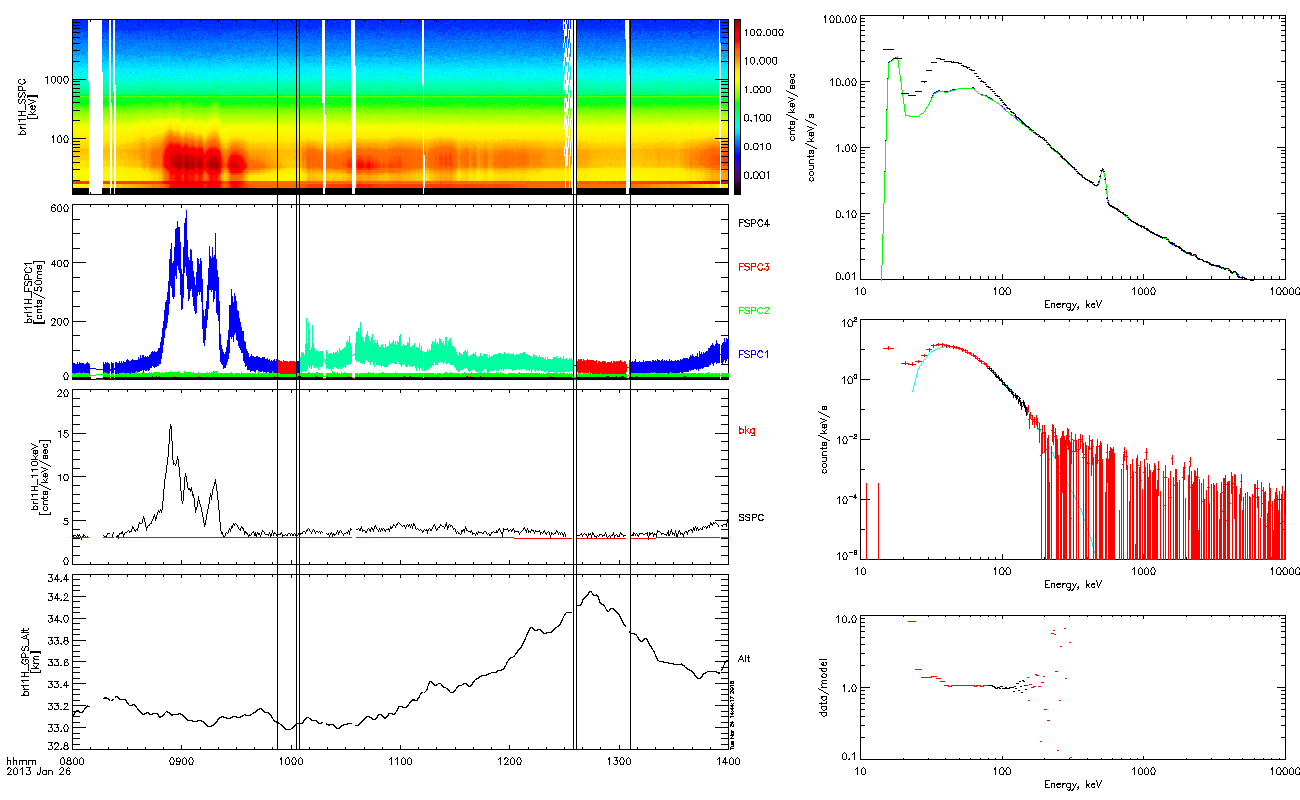 brl1H_SSPC
[keV]
1000
100
100.000
10.000
1.000
0.100
0.010
0.001
cnts/keV/sec
brl1H_FSPC1
[cnts/50ms]
600
400
200
0
FSPC4
FSPC3
FSPC2
FSPC1
brl1H_110keV
[cnts/keV/sec]
20
15
10
5
0
bkg
SSPC
brl1H_GPS_Alt
[km]
34.4
34.2
34.0
33.8
33.6
33.4
33.2
33.0
32.8
Alt
0800
0900
1000
1100
1200
1300
1400
hhmm
2013 Jan 26
counts/keV/s
100.00
10.00
1.00
0.10
0.01
10
100
1000
10000
Energy, keV
counts/keV/s
10²
10⁰
10⁻²
10⁻⁴
10
100
1000
10000
Energy, keV
data/model
10.0
1.0
0.1
10
100
1000
10000
Energy, keV